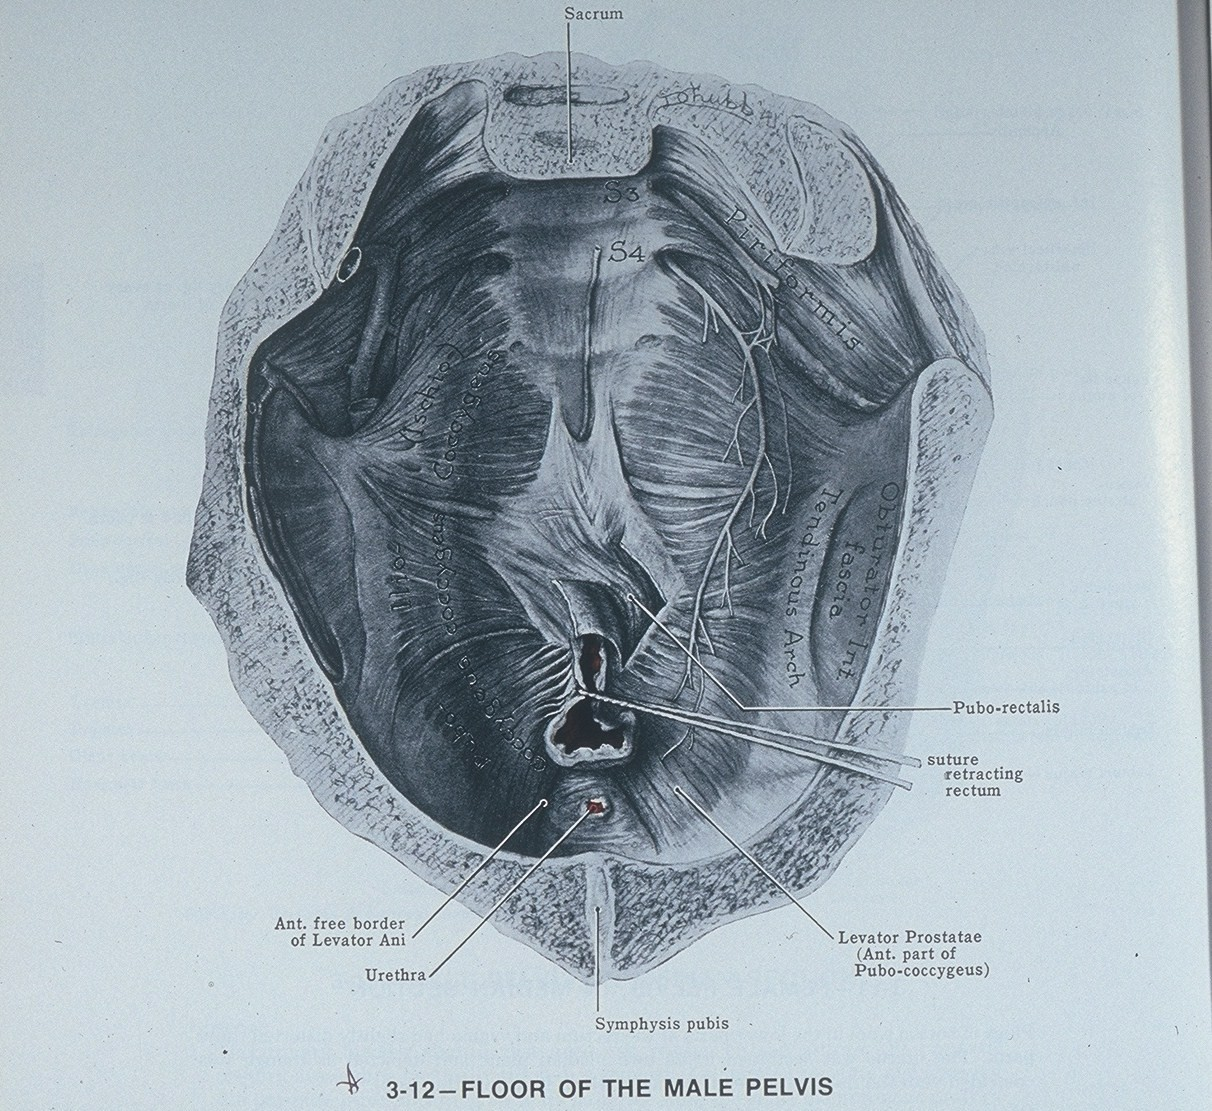 Sacrum
S3
S4
Piriformis
(Ischio)
Coccygeus
Ilio-
coccygeus
Pubo-
coccygeus
Obturator Int
fascia
Tendinous Arch
Pubo-rectalis
suture
retracting
rectum
Ant. free border
of Levator Ani
Urethra
Levator Prostatae
(Ant. part of
Pubo-coccygeus)
Symphysis pubis
3-12—FLOOR OF THE MALE PELVIS